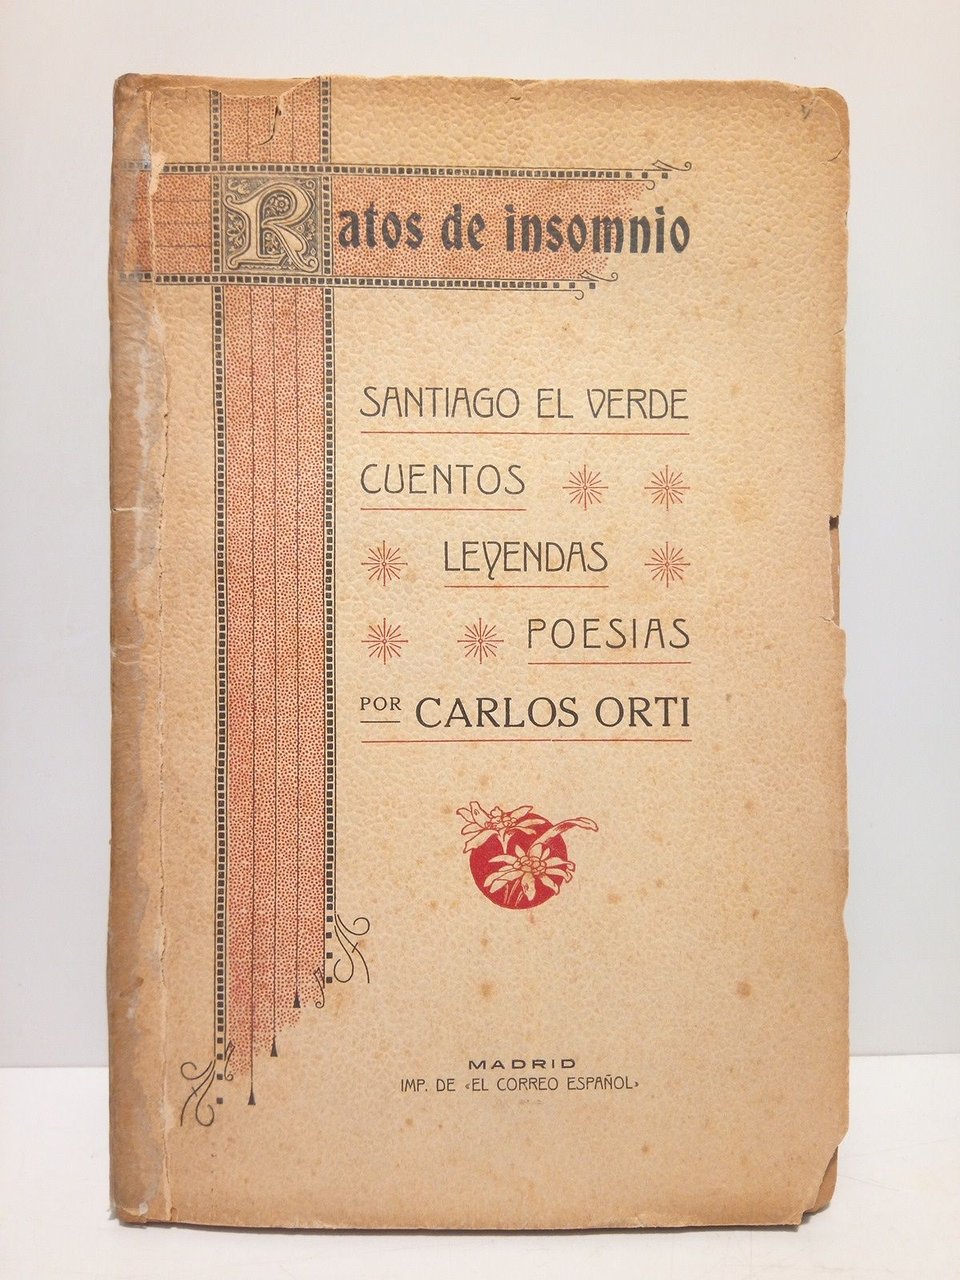 Ratos de insomnio
SANTIAGO EL VERDE
CUENTOS
LEYENDAS
POESIAS
POR CARLOS ORTI
MADRID
IMP. DE «EL CORREO ESPAÑOL»